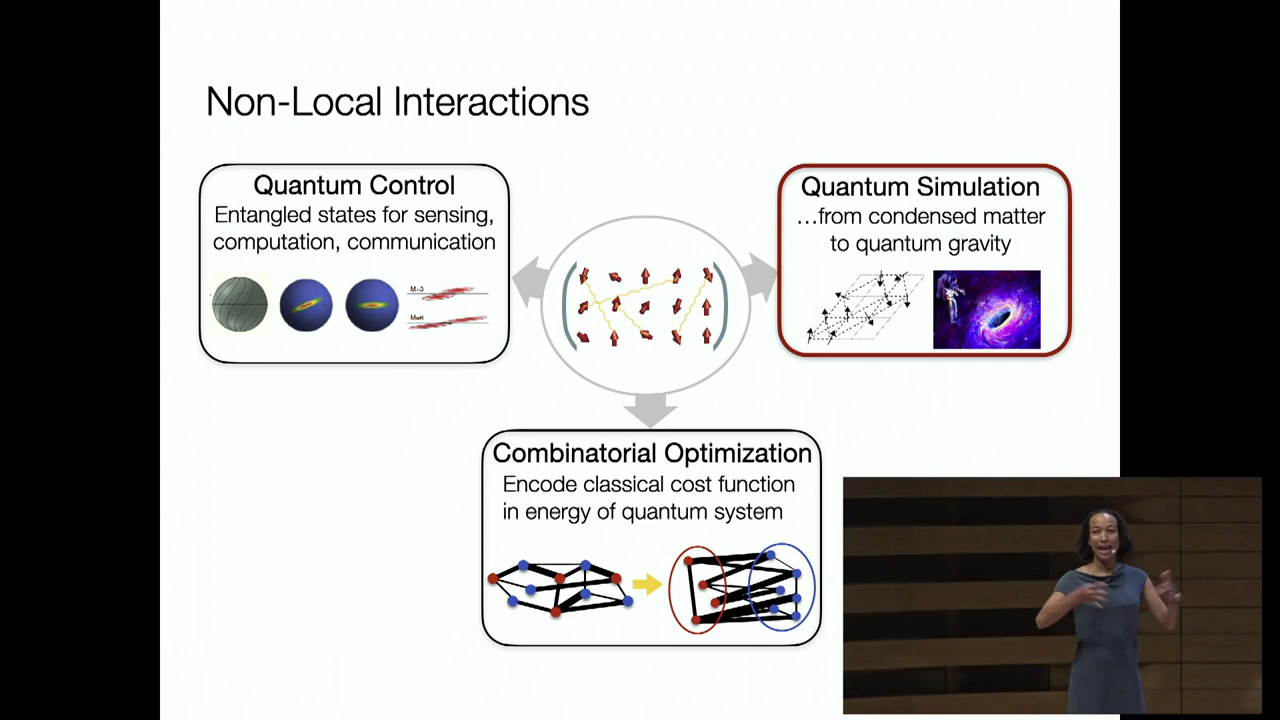 Non-Local Interactions
Quantum Control
Entangled states for sensing,
computation, communication
Quantum Simulation
…from condensed matter
to quantum gravity
Combinatorial Optimization
Encode classical cost function
in energy of quantum system